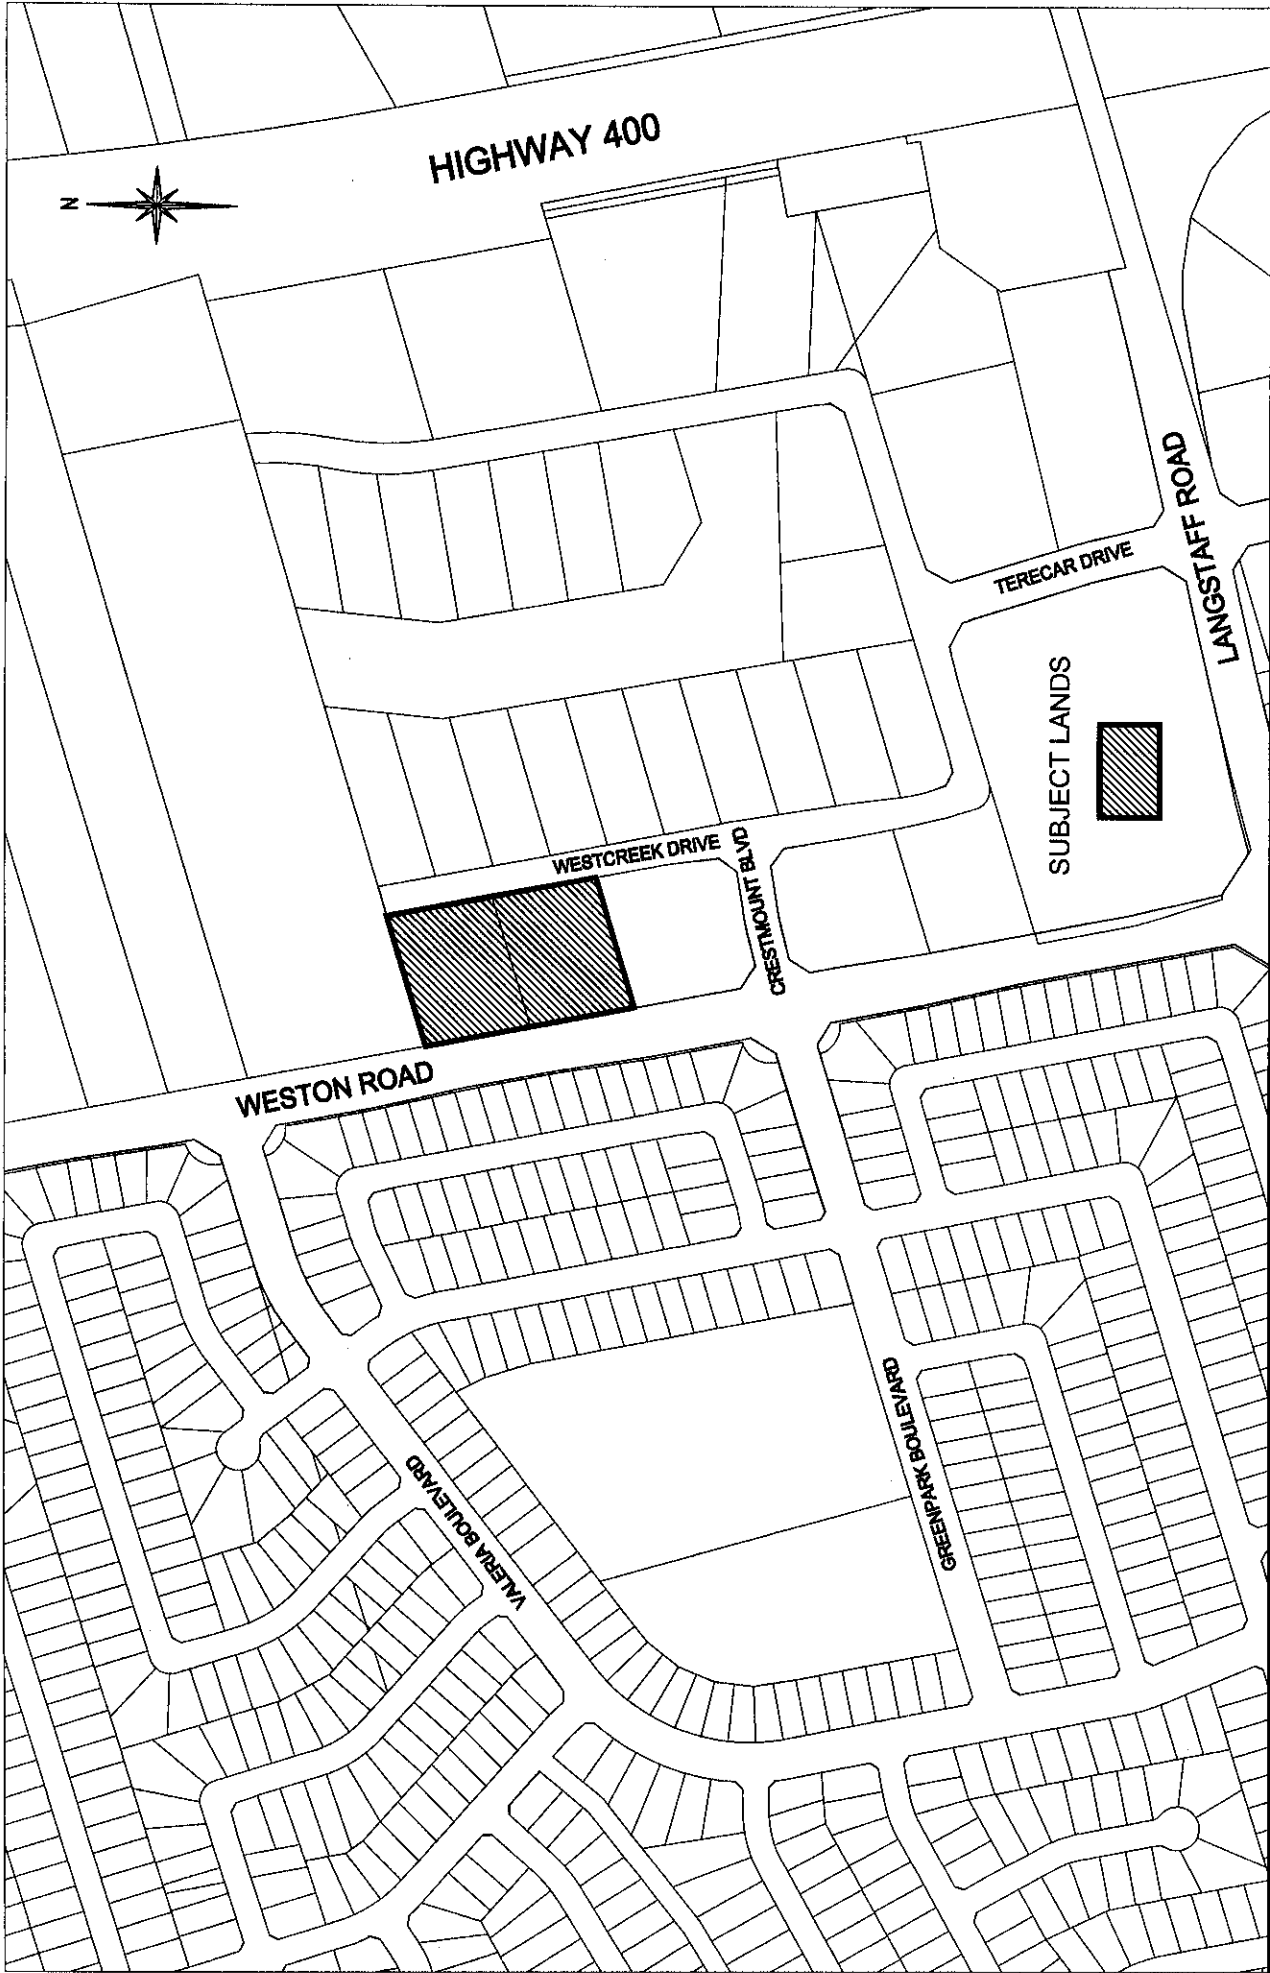 N
HIGHWAY 400
LANGSTAFF ROAD
TERECAR DRIVE
SUBJECT LANDS
WESTCREEK DRIVE
CRESTMOUNT BLVD
WESTON ROAD
GREENPARK BOULEVARD
VALERIA BOULEVARD